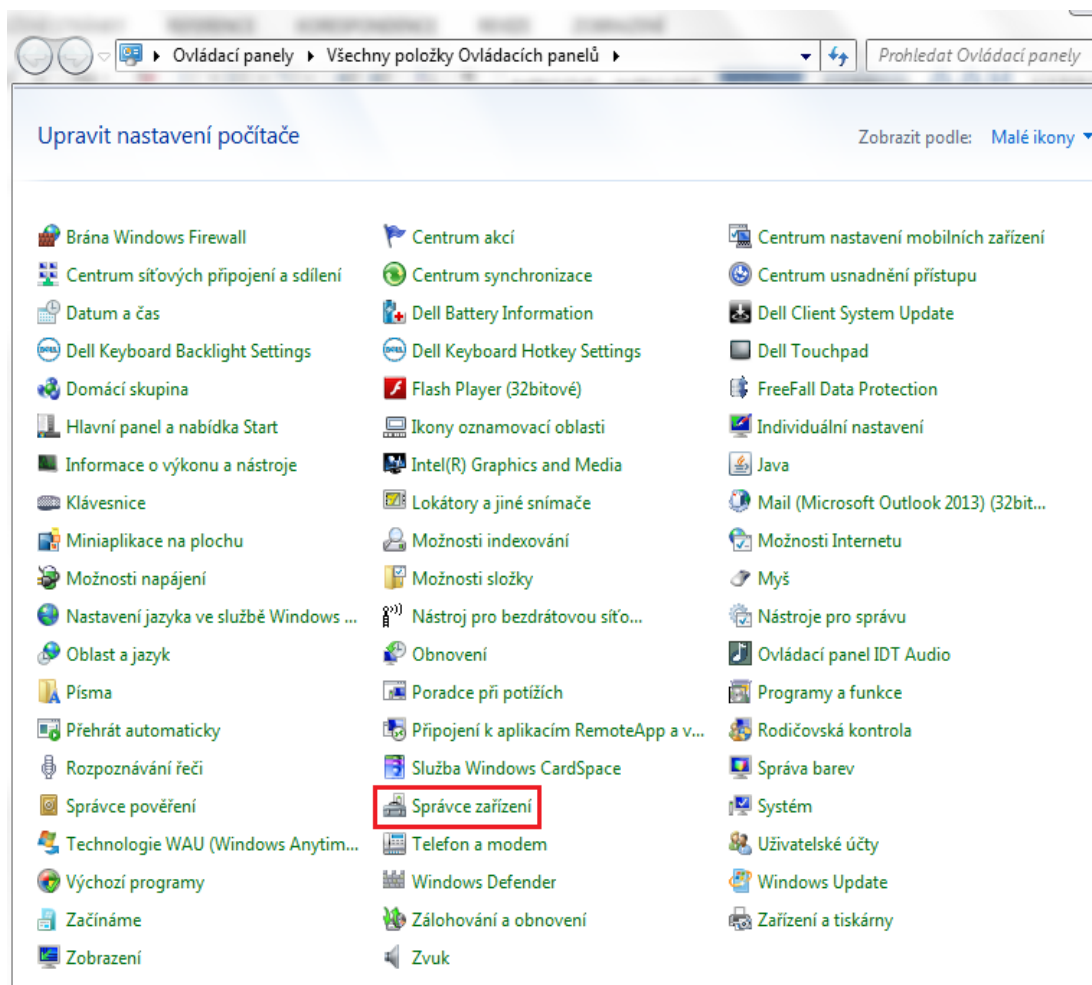 Ovládací panely ▸ Všechny položky Ovládacích panelů ▸ Prohledat Ovládací panely
Upravit nastavení počítače
Zobrazit podle: Malé ikony
Brána Windows Firewall Centrum akcí Centrum nastavení mobilních zařízení
Centrum síťových připojení a sdílení Centrum synchronizace Centrum usnadnění přístupu
Datum a čas Dell Battery Information Dell Client System Update
Dell Keyboard Backlight Settings Dell Keyboard Hotkey Settings Dell Touchpad
Domácí skupina Flash Player (32bitové) FreeFall Data Protection
Hlavní panel a nabídka Start Ikony oznamovací oblasti Individuální nastavení
Informace o výkonu a nástroje Intel(R) Graphics and Media Java
Klávesnice Lokátory a jiné snímače Mail (Microsoft Outlook 2013) (32bit...
Miniaplikace na plochu Možnosti indexování Možnosti Internetu
Možnosti napájení Možnosti složky Myš
Nastavení jazyka ve službě Windows ... Nástroj pro bezdrátovou síťo... Nástroje pro správu
Oblast a jazyk Obnovení Ovládací panel IDT Audio
Písma Poradce při potížích Programy a funkce
Přehrát automaticky Připojení k aplikacím RemoteApp a v... Rodičovská kontrola
Rozpoznávání řeči Služba Windows CardSpace Správa barev
Správce pověření Správce zařízení Systém
Technologie WAU (Windows Anytim... Telefon a modem Uživatelské účty
Výchozí programy Windows Defender Windows Update
Začínáme Zálohování a obnovení Zařízení a tiskárny
Zobrazení Zvuk